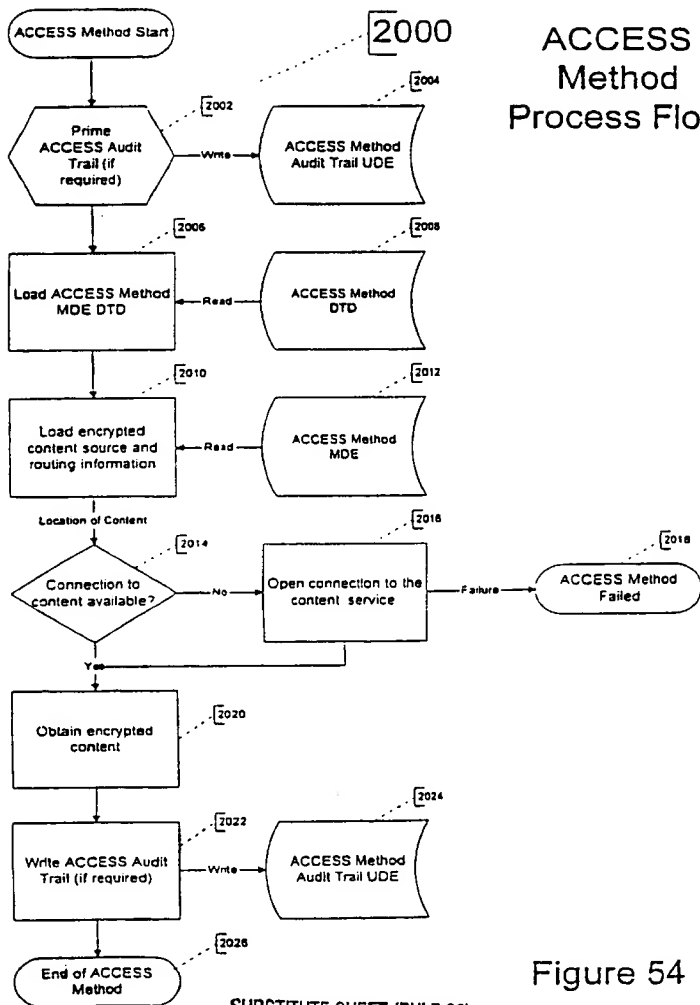 ACCESS Method Start
2000
ACCESS
Method
Process Flo
2002
2004
Prime
ACCESS Audit
Trail (if
required)
Write
ACCESS Method
Audit Trail UDE
2006
2008
Load ACCESS Method
MDE DTD
Read
ACCESS Method
DTD
2010
2012
Load encrypted
content source and
routing information
Read
ACCESS Method
MDE
Location of Content
2014
2016
2018
Connection to
content available?
No
Open connection to the
content service
Failure
ACCESS Method
Failed
Y
2020
Obtain encrypted
content
2022
2024
Write ACCESS Audit
Trail (if required)
Write
ACCESS Method
Audit Trail UDE
2026
End of ACCESS
Method
Figure 54